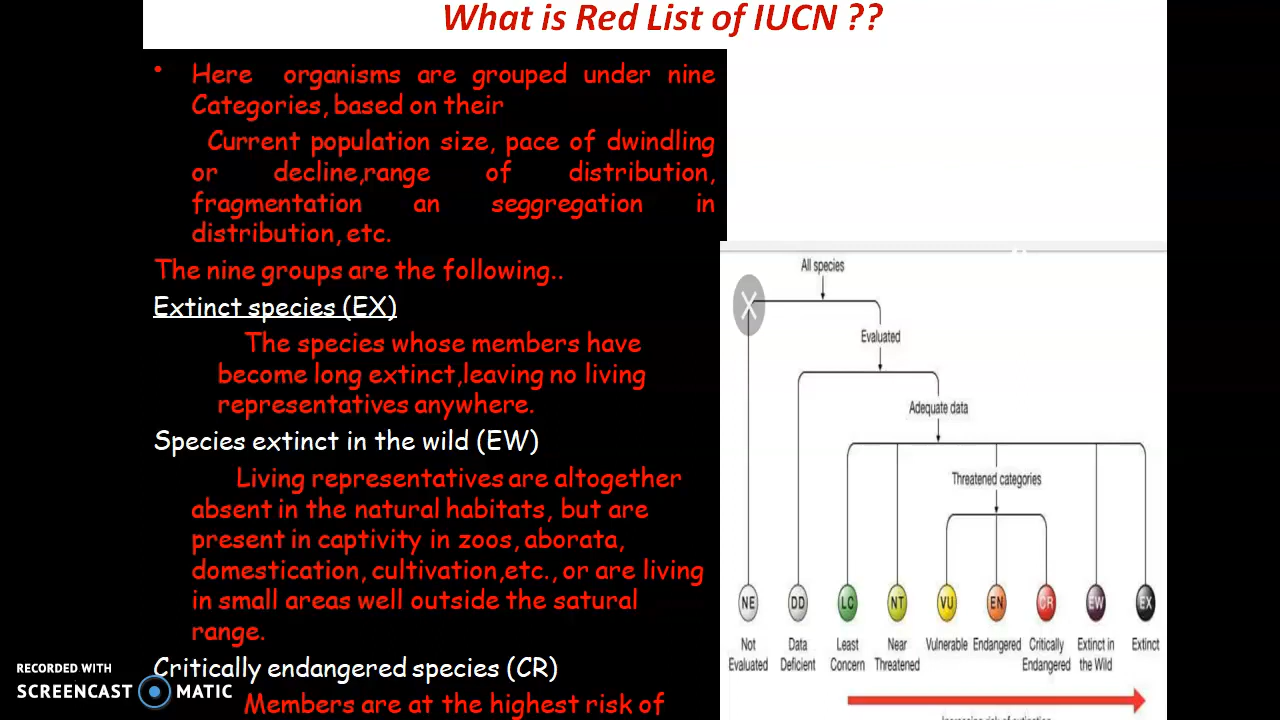 What is Red List of IUCN ??
• Here organisms are grouped under nine
Categories, based on their
Current population size, pace of dwindling
or decline,range of distribution,
fragmentation an seggregation in
distribution, etc.
The nine groups are the following..
Extinct species (EX)
The species whose members have
become long extinct,leaving no living
representatives anywhere.
Species extinct in the wild (EW)
Living representatives are altogether
absent in the natural habitats, but are
present in captivity in zoos, aborata,
domestication, cultivation,etc., or are living
in small areas well outside the satural
range.
Critically endangered species (CR)
Members are at the highest risk of
All species
X
Evaluated
Adequate data
Threatened categories
NE DD LC NT VU EN CR EW EX
Not Evaluated
Data Deficient
Least Concern
Near Threatened
Vulnerable
Endangered
Critically Endangered
Extinct in the Wild
Extinct
Increasing risk of extinction
RECORDED WITH
SCREENCAST MATIC